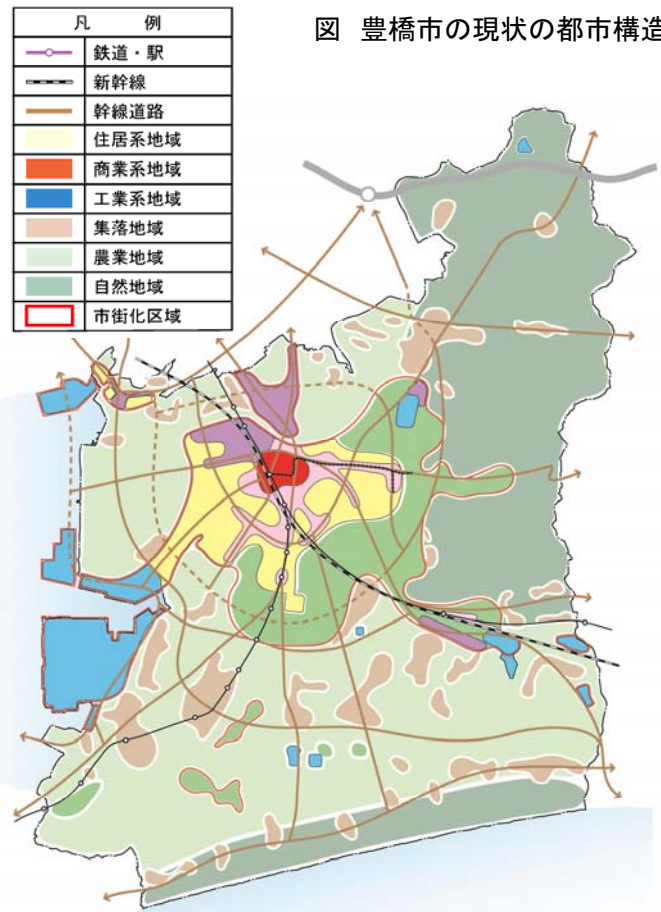 図 豊橋市の現状の都市構造
凡 例
鉄道・駅
新幹線
幹線道路
住居系地域
商業系地域
工業系地域
集落地域
農業地域
自然地域
市街化区域